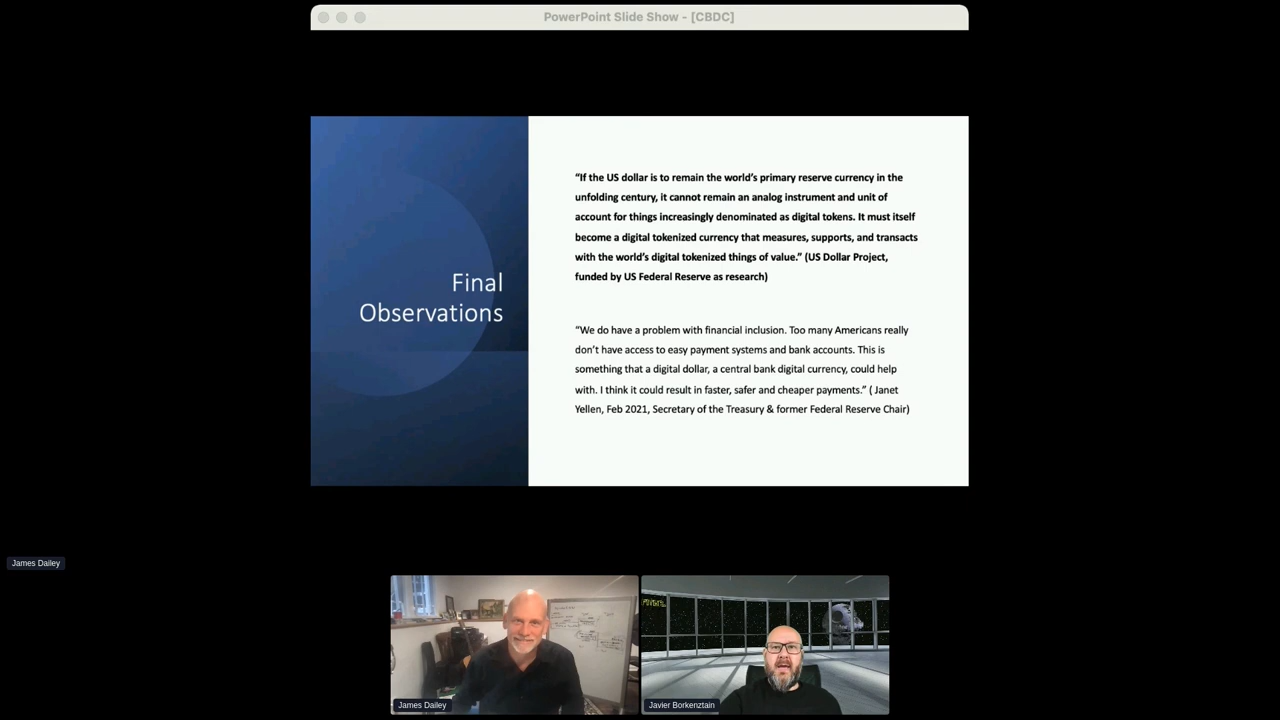 PowerPoint Slide Show - [CBDC]
Final
Observations
“If the US dollar is to remain the world’s primary reserve currency in the
unfolding century, it cannot remain an analog instrument and unit of
account for things increasingly denominated as digital tokens. It must itself
become a digital tokenized currency that measures, supports, and transacts
with the world’s digital tokenized things of value.” (US Dollar Project,
funded by US Federal Reserve as research)
“We do have a problem with financial inclusion. Too many Americans really
don’t have access to easy payment systems and bank accounts. This is
something that a digital dollar, a central bank digital currency, could help
with. I think it could result in faster, safer and cheaper payments.” ( Janet
Yellen, Feb 2021, Secretary of the Treasury & former Federal Reserve Chair)
James Dailey
James Dailey
Javier Borkenztain